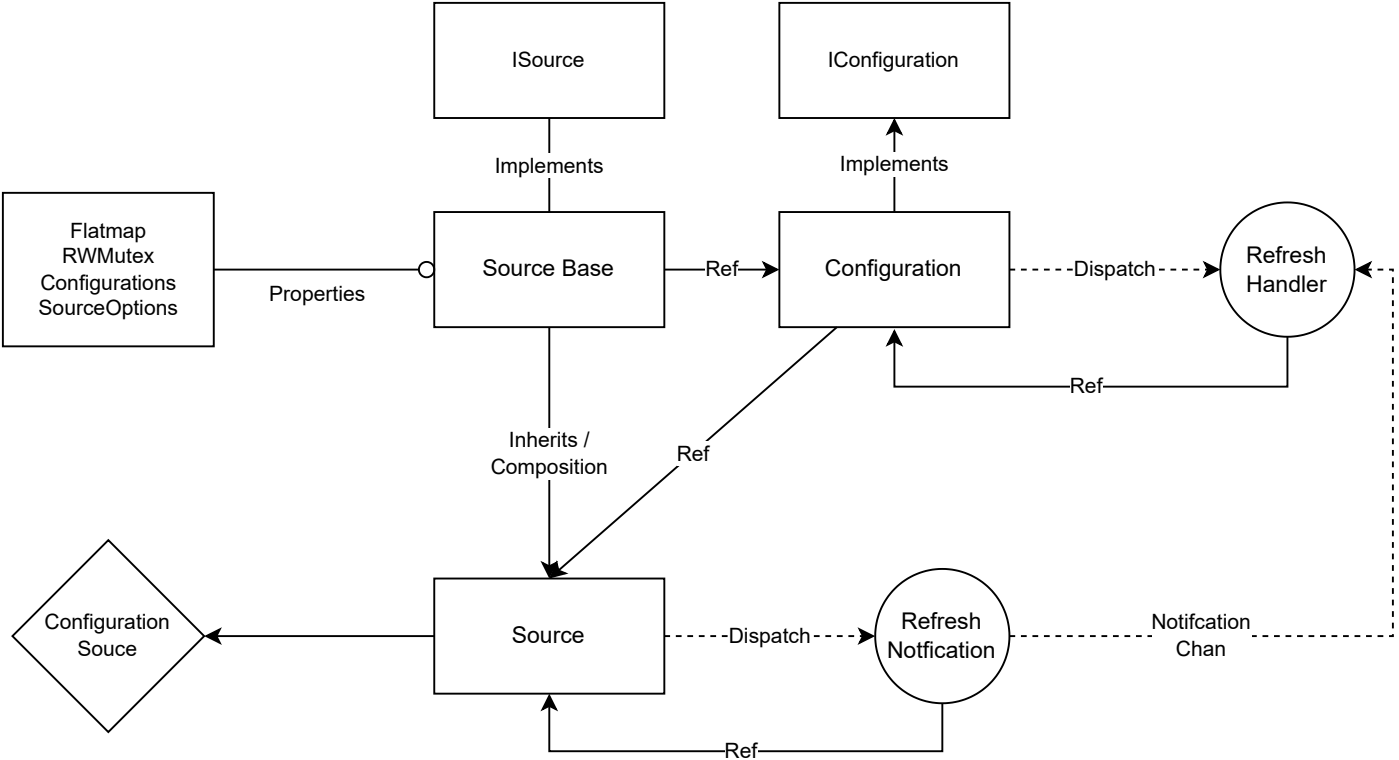 ISource
IConfiguration
Implements
Implements
Flatmap
RWMutex
Configurations
SourceOptions
Properties
Source Base
Ref
Configuration
Dispatch
Refresh
Handler
Ref
Inherits /
Composition
Ref
Configuration
Souce
Source
Dispatch
Refresh
Notfication
Notifcation
Chan
Ref